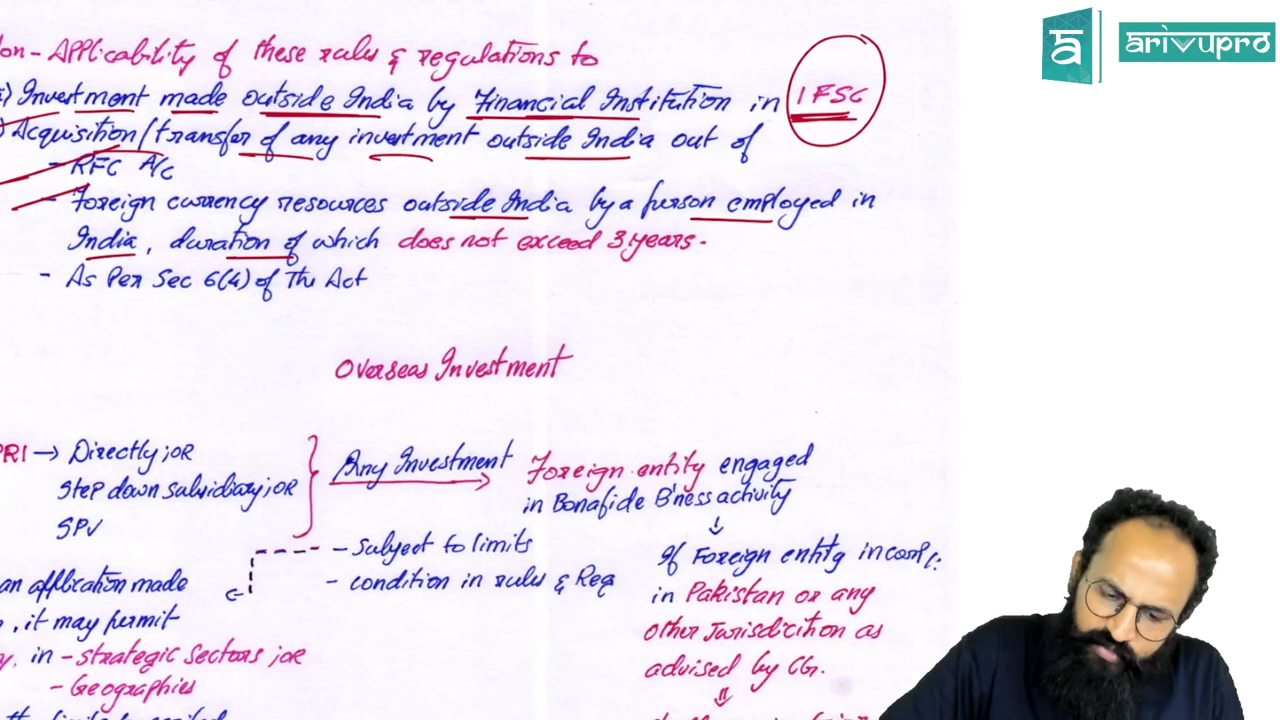 on-Applicability of these rules & regulations to
) Investment made outside India by Financial Institution in IFSC
) Acquisition/transfer of any investment outside India out of
- RFC A/c
- Foreign currency resources outside India by a person employed in
India, duration of which does not exceed 3 years.
- As Per Sec 6(4) of The Act
Overseas Investment
PRI → Directly; OR
Step down Subsidiary; OR
SPV
Any Investment
Foreign entity engaged
in Bonafide B'ness activity
- Subject to limits
- condition in rules & Reg
If Foreign entity incorp:
in Pakistan or any
other Jurisdicition as
advised by CG.
an application made
, it may permit
in - strategic sectors; OR
- Geographies
ā
arivupro